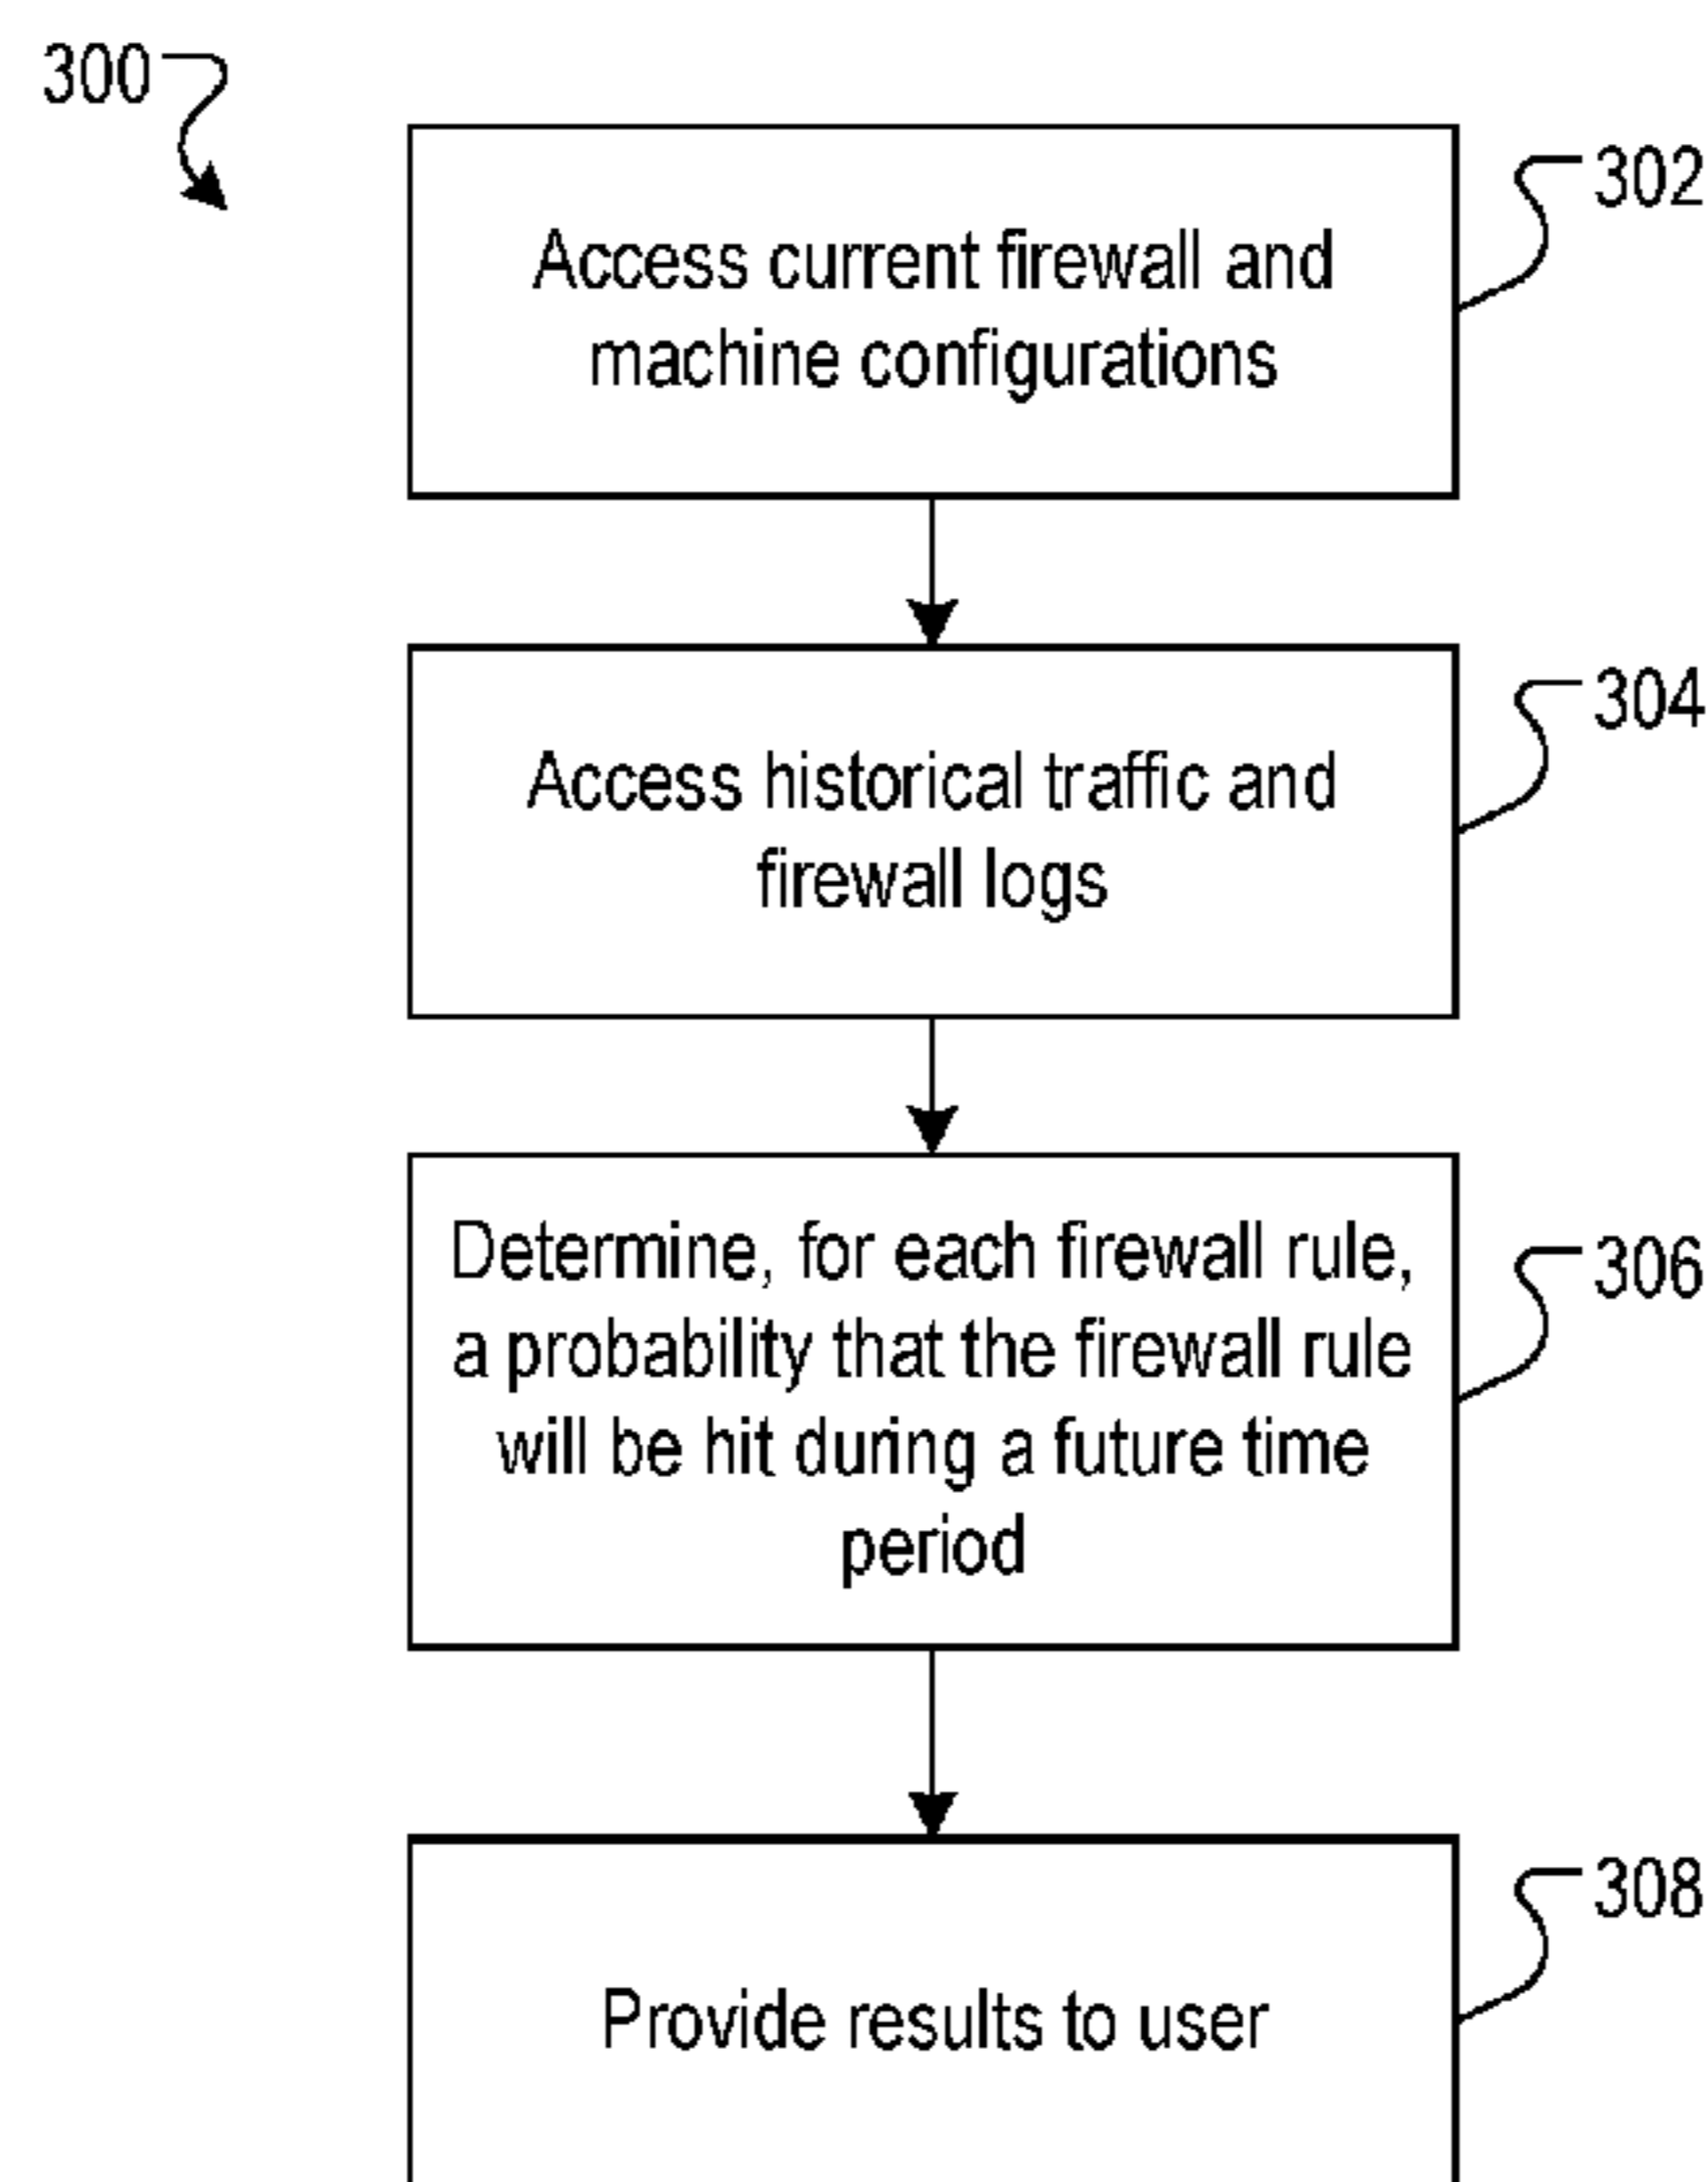 300
302
Access current firewall and
machine configurations
304
Access historical traffic and
firewall logs
Determine, for each firewall rule,
306
a probability that the firewall rule
will be hit during a future time
period
308
Provide results to user